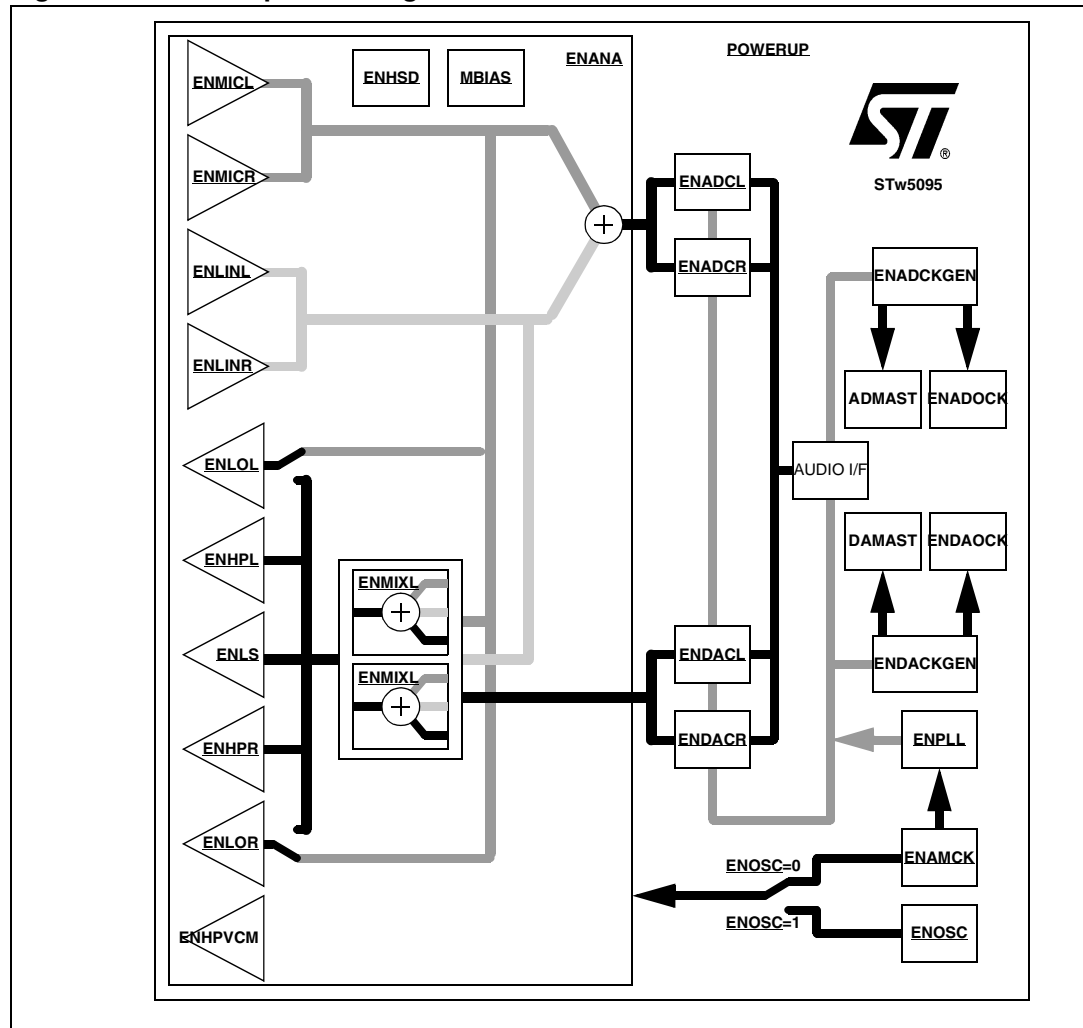 ENANA
POWERUP
ENMICL
ENHSD
MBIAS
ENMICR
ST
®
STw5095
ENADCL
ENLINL
ENADCR
ENADCKGEN
ENLINR
ADMAST
ENADOCK
ENLOL
AUDIO I/F
ENHPL
DAMAST
ENDAOCK
ENMIXL
ENLS
ENDACL
ENDACKGEN
ENMIXL
ENHPR
ENDACR
ENPLL
ENLOR
ENOSC=0
ENAMCK
ENOSC=1
ENOSC
ENHPVCM